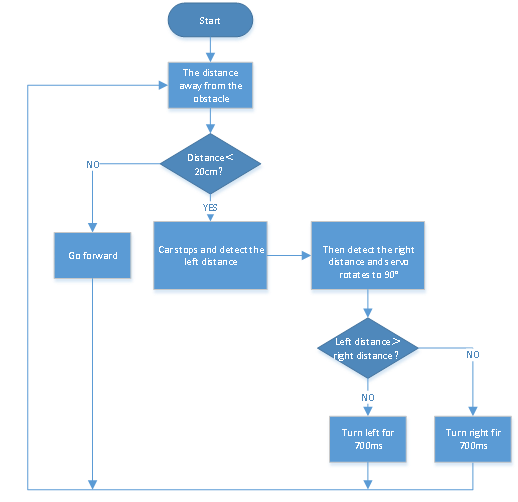 Start
The distance
away from the
obstacle
Distance＜
20cm?
NO
YES
Go forward
Car stops and detect the
left distance
Then detect the right
distance and servo
rotates to 90°
Left distance＞
right distance？
NO
NO
Turn left for
700ms
Turn right fir
700ms